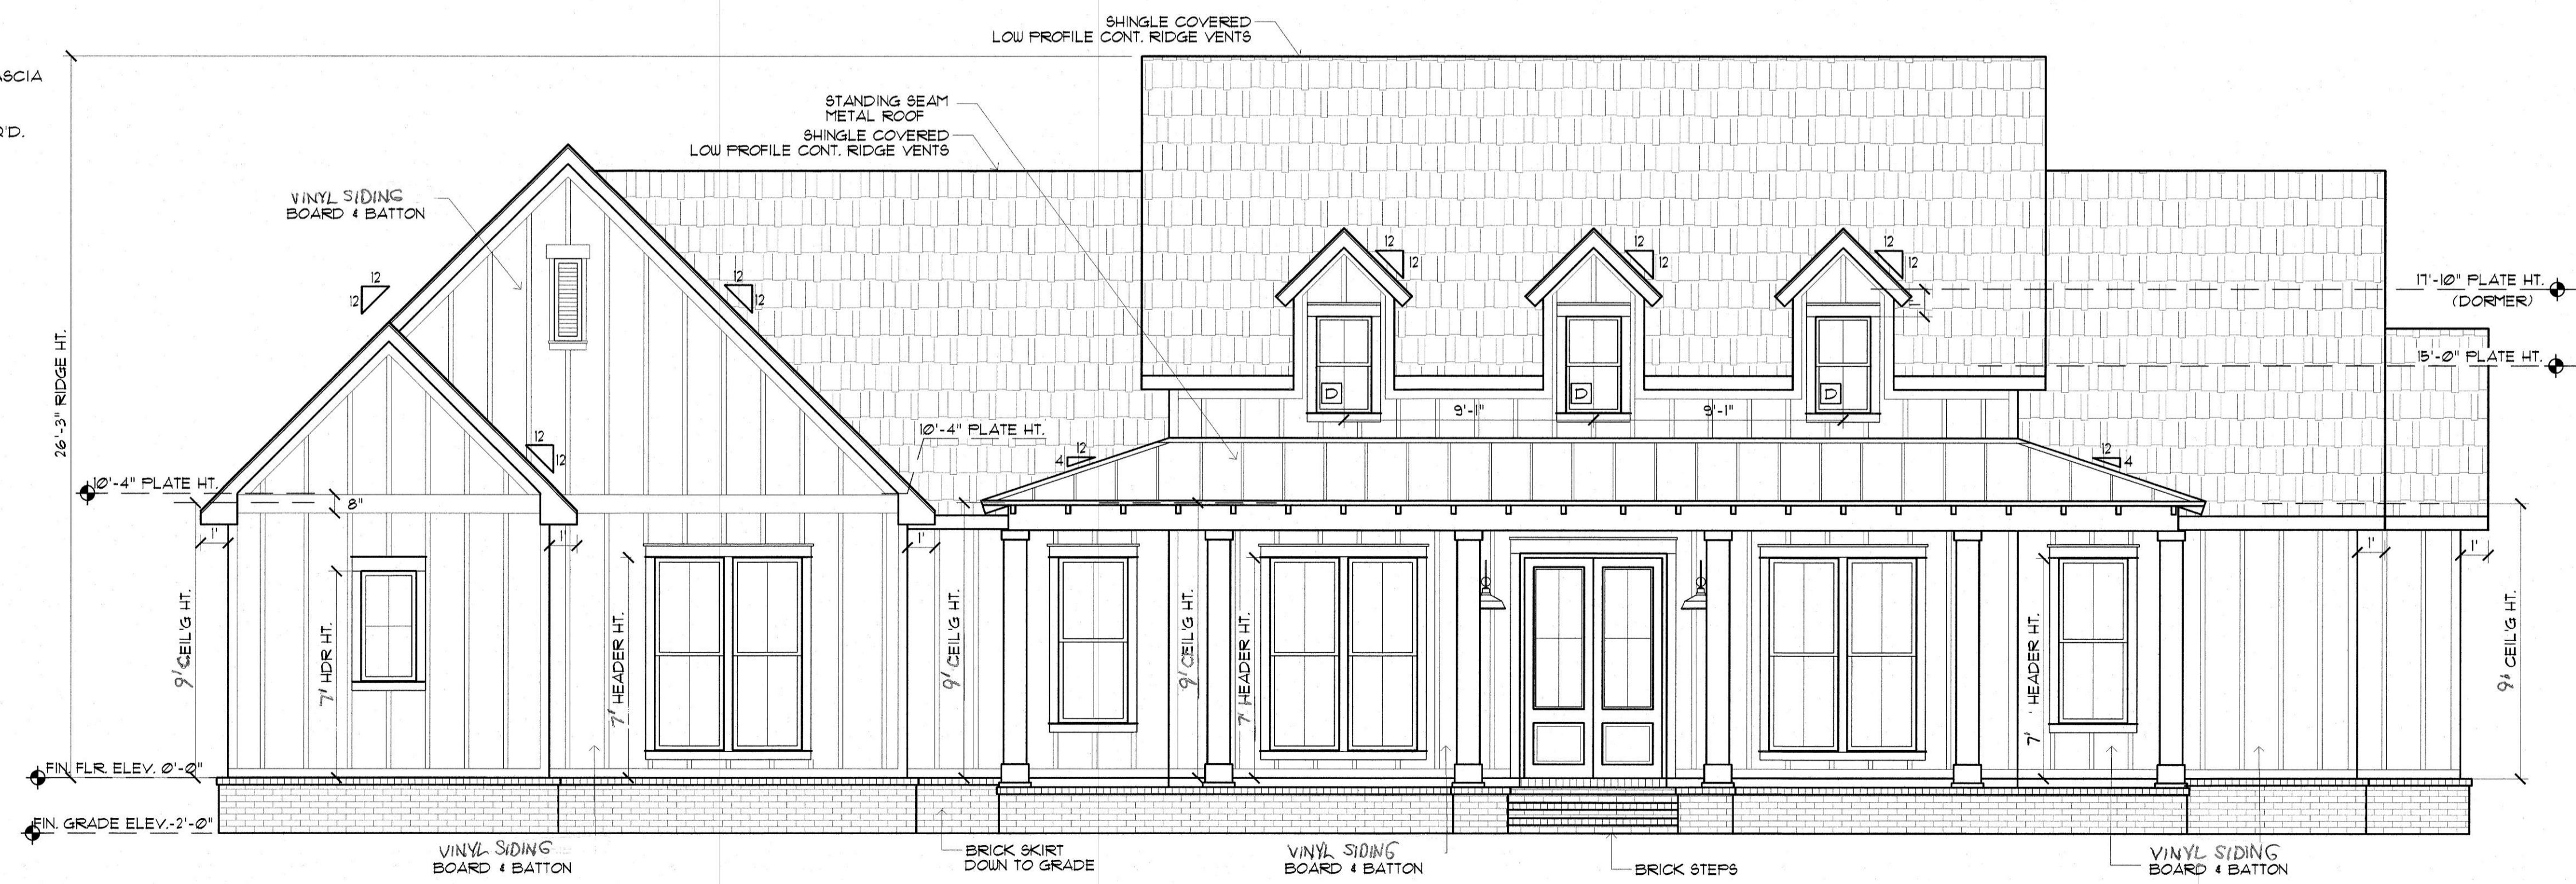 SHINGLE COVERED
LOW PROFILE CONT. RIDGE VENTS
STANDING SEAM
METAL ROOF
SHINGLE COVERED
LOW PROFILE CONT. RIDGE VENTS
VINYL SIDING
BOARD & BATTON
12
12
12
12
12
12
12
12
12
12
12
12
26'-3" RIDGE HT.
17'-10" PLATE HT.
(DORMER)
15'-0" PLATE HT.
D
D
D
9'-1"
9'-1"
10'-4" PLATE HT.
12
4
12
4
10'-4" PLATE HT.
8"
1'
1'
1'
1'
1'
9' CEIL'G HT.
7' HDR HT.
7' HEADER HT.
9' CEIL'G HT.
9' CEIL'G HT.
7' HEADER HT.
7' HEADER HT.
CEIL'G HT.
FIN. FLR. ELEV. 0'-0"
FIN. GRADE ELEV.-2'-0"
VINYL SIDING
BOARD & BATTON
BRICK SKIRT
DOWN TO GRADE
VINYL SIDING
BOARD & BATTON
BRICK STEPS
VINYL SIDING
BOARD & BATTON